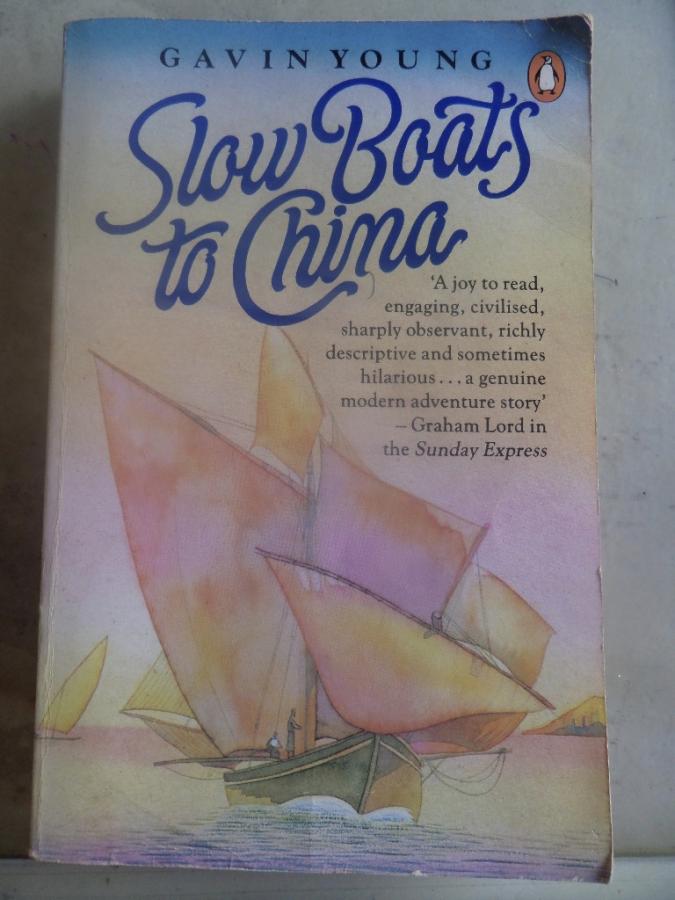 GAVIN YOUNG
Slow Boats
to China
‘A joy to read,
engaging, civilised,
sharply observant, richly
descriptive and sometimes
hilarious...a genuine
modern adventure story’
– Graham Lord in
the Sunday Express